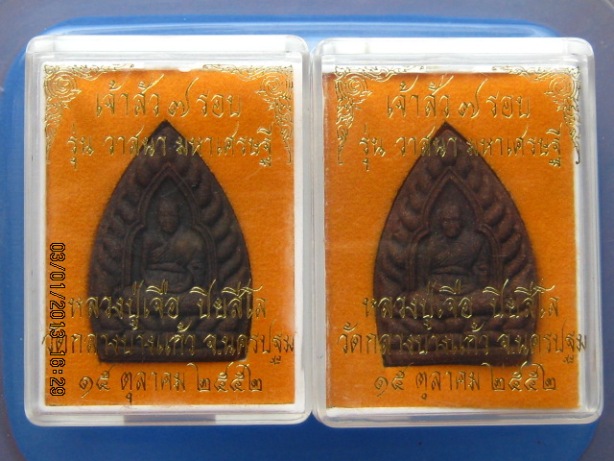 เจ้าสัว ๗ รอบ
รุ่น วาสนา มหาเศรษฐี
หลวงปู่เจือ ปิยสีโล
วัดกลางบางแก้ว จ.นครปฐม
๑๕ ตุลาคม ๒๕๕๒
เจ้าสัว ๗ รอบ
รุ่น วาสนา มหาเศรษฐี
หลวงปู่เจือ ปิยสีโล
วัดกลางบางแก้ว จ.นครปฐม
๑๕ ตุลาคม ๒๕๕๒
03/01/2013 16:29